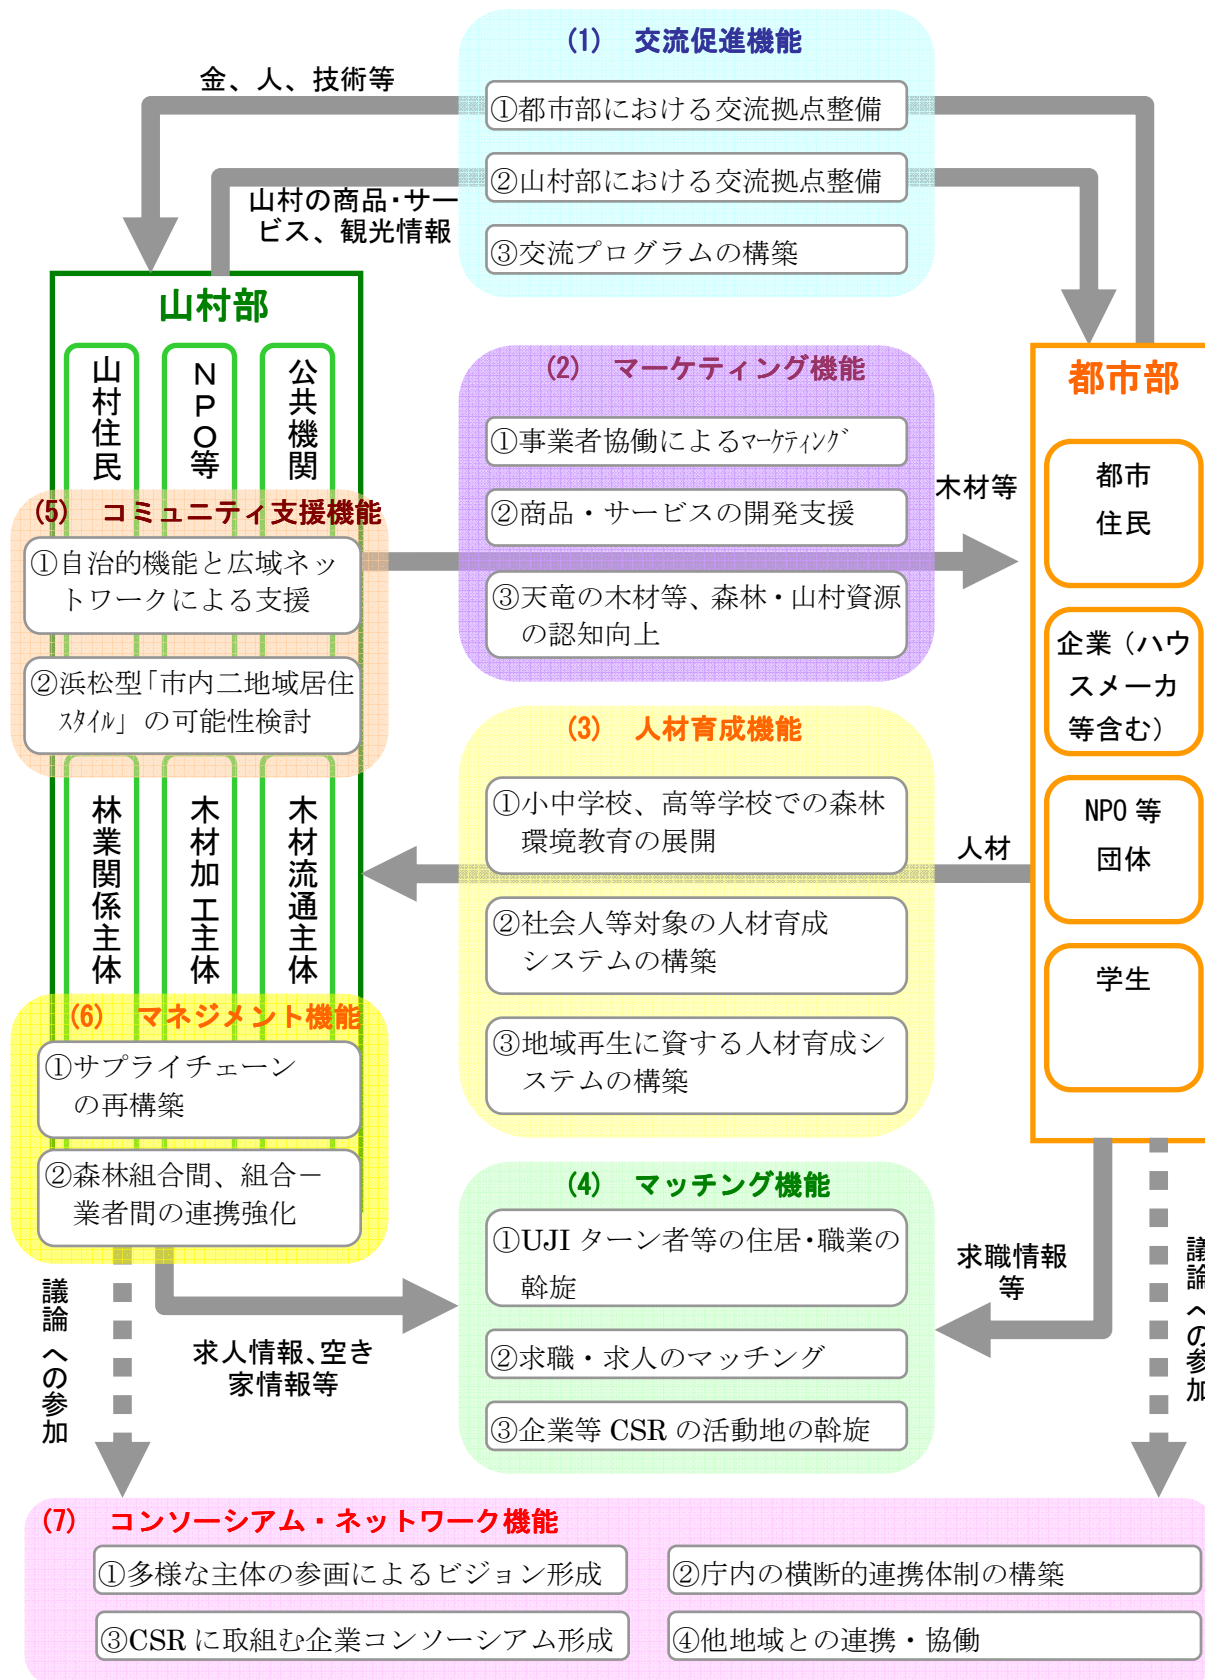 (1) 交流促進機能
金、人、技術等
①都市部における交流拠点整備
②山村部における交流拠点整備
山村の商品・サー
ビス、観光情報
③交流プログラムの構築
山村部
山村住民
NPO等
公共機関
(2) マーケティング機能
①事業者協働によるマーケティング
②商品・サービスの開発支援
③天竜の木材等、森林・山村資源
の認知向上
木材等
都市部
都市
住民
企業（ハウ
スメーカ
等含む）
NPO 等
団体
学生
(5) コミュニティ支援機能
①自治的機能と広域ネッ
トワークによる支援
②浜松型「市内二地域居住
スタイル」の可能性検討
(3) 人材育成機能
①小中学校、高等学校での森林
環境教育の展開
②社会人等対象の人材育成
システムの構築
③地域再生に資する人材育成シ
ステムの構築
人材
林業関係主体
木材加工主体
木材流通主体
(6) マネジメント機能
①サプライチェーン
の再構築
②森林組合間、組合－
業者間の連携強化
(4) マッチング機能
①UJI ターン者等の住居・職業の
斡旋
②求職・求人のマッチング
③企業等 CSR の活動地の斡旋
求職情報
等
議論への参加
求人情報、空き
家情報等
議論への参加
(7) コンソーシアム・ネットワーク機能
①多様な主体の参画によるビジョン形成
②庁内の横断的連携体制の構築
③CSR に取組む企業コンソーシアム形成
④他地域との連携・協働